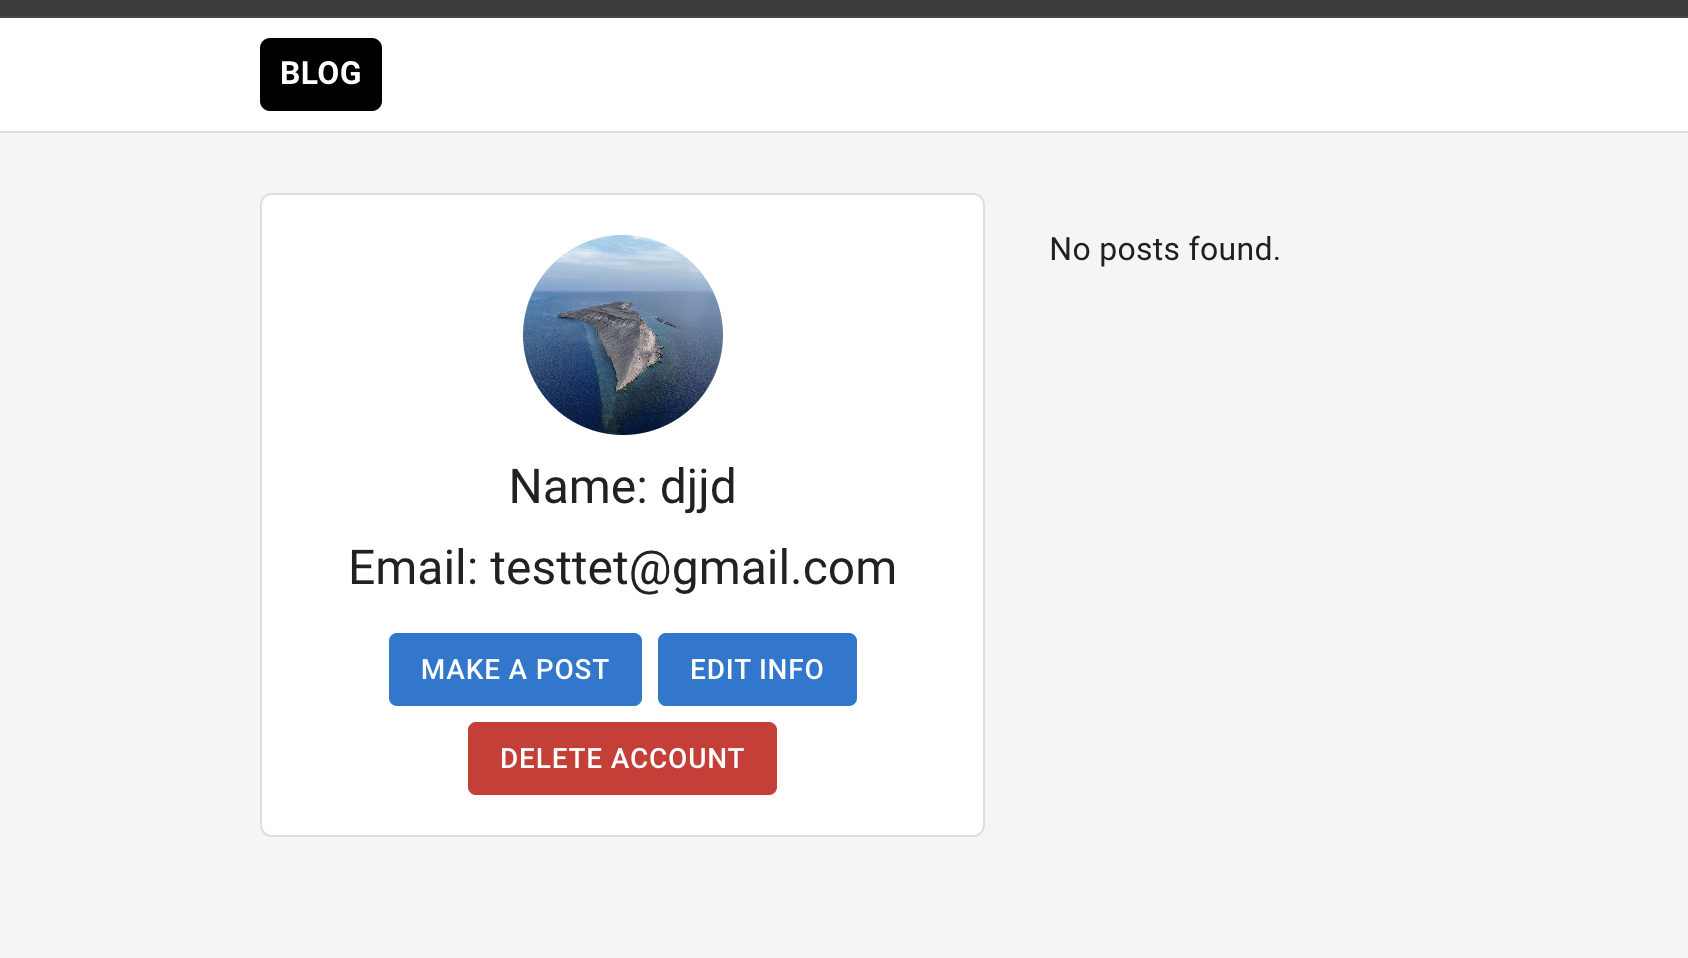 BLOG
Name: djjd
Email: testtet@gmail.com
MAKE A POST EDIT INFO
DELETE ACCOUNT
No posts found.